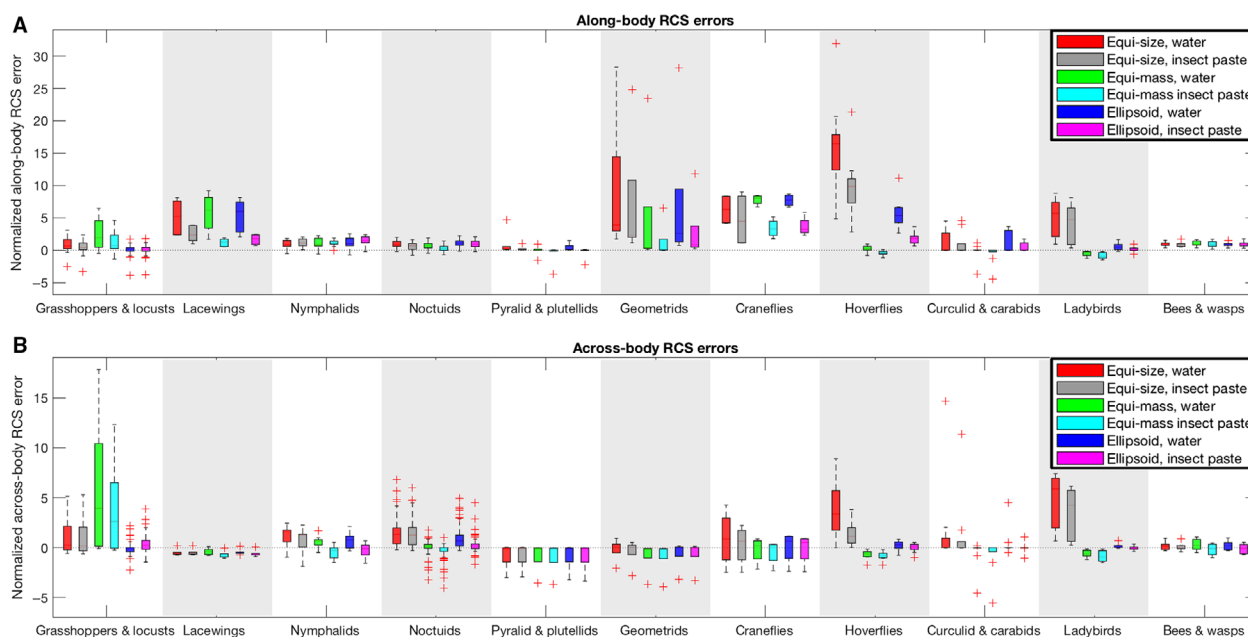 A
Along-body RCS errors
Normalized along-body RCS error
30
25
20
15
10
5
0
−5
Equi-size, water
Equi-size, insect paste
Equi-mass, water
Equi-mass insect paste
Ellipsoid, water
Ellipsoid, insect paste
Grasshoppers & locusts Lacewings Nymphalids Noctuids Pyralid & plutellids Geometrids Craneflies Hoverflies Curculid & carabids Ladybirds Bees & wasps
B
Across-body RCS errors
Normalized across-body RCS error
15
10
5
0
−5
Equi-size, water
Equi-size, insect paste
Equi-mass, water
Equi-mass insect paste
Ellipsoid, water
Ellipsoid, insect paste
Grasshoppers & locusts Lacewings Nymphalids Noctuids Pyralid & plutellids Geometrids Craneflies Hoverflies Curculid & carabids Ladybirds Bees & wasps